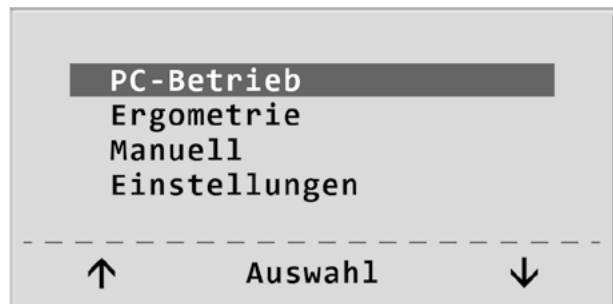 PC-Betrieb
Ergometrie
Manuell
Einstellungen
↑ Auswahl ↓